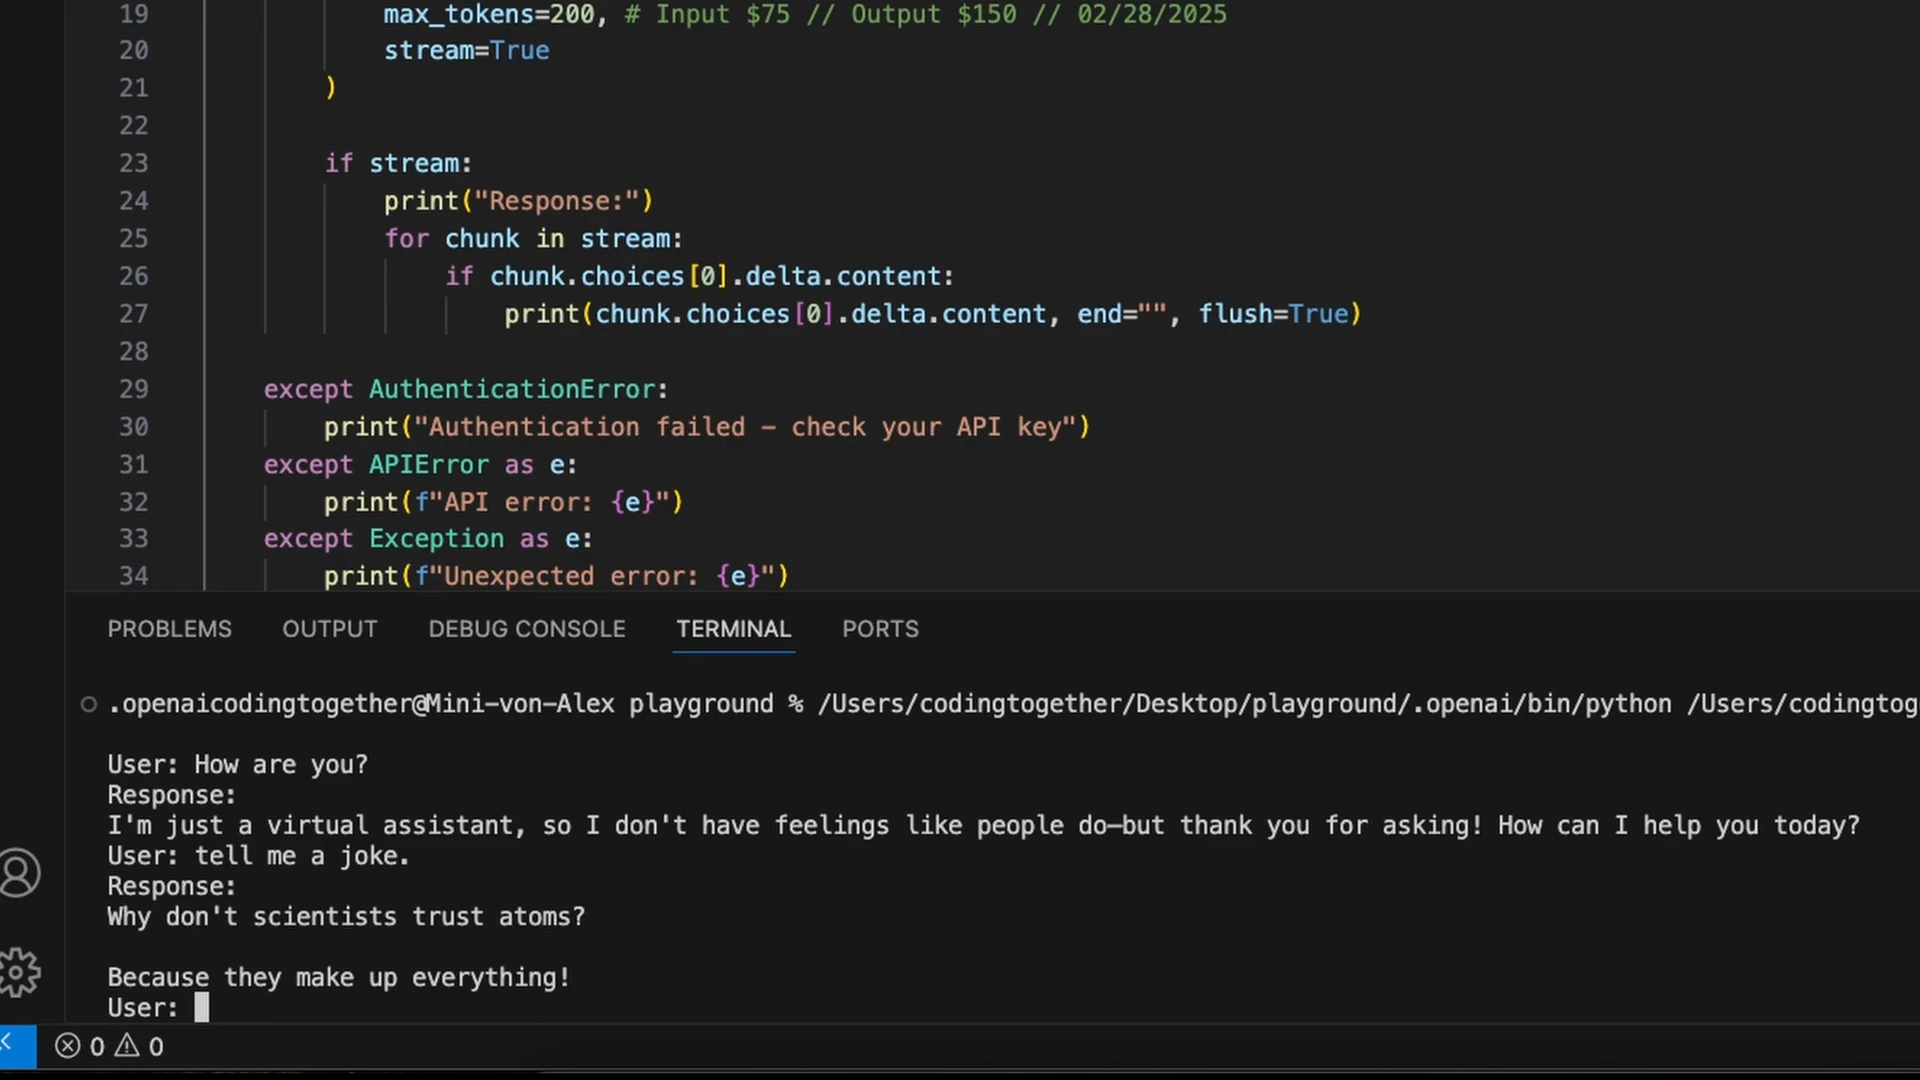 19 max_tokens=200, # Input $75 // Output $150 // 02/28/2025
20 stream=True
21 )
22
23 if stream:
24 print("Response:")
25 for chunk in stream:
26 if chunk.choices[0].delta.content:
27 print(chunk.choices[0].delta.content, end="", flush=True)
28
29 except AuthenticationError:
30 print("Authentication failed – check your API key")
31 except APIError as e:
32 print(f"API error: {e}")
33 except Exception as e:
34 print(f"Unexpected error: {e}")
PROBLEMS OUTPUT DEBUG CONSOLE TERMINAL PORTS
.openaicodingtogether@Mini-von-Alex playground % /Users/codingtogether/Desktop/playground/.openai/bin/python /Users/codingtog
User: How are you?
Response:
I'm just a virtual assistant, so I don't have feelings like people do—but thank you for asking! How can I help you today?
User: tell me a joke.
Response:
Why don't scientists trust atoms?
Because they make up everything!
User:
0 0